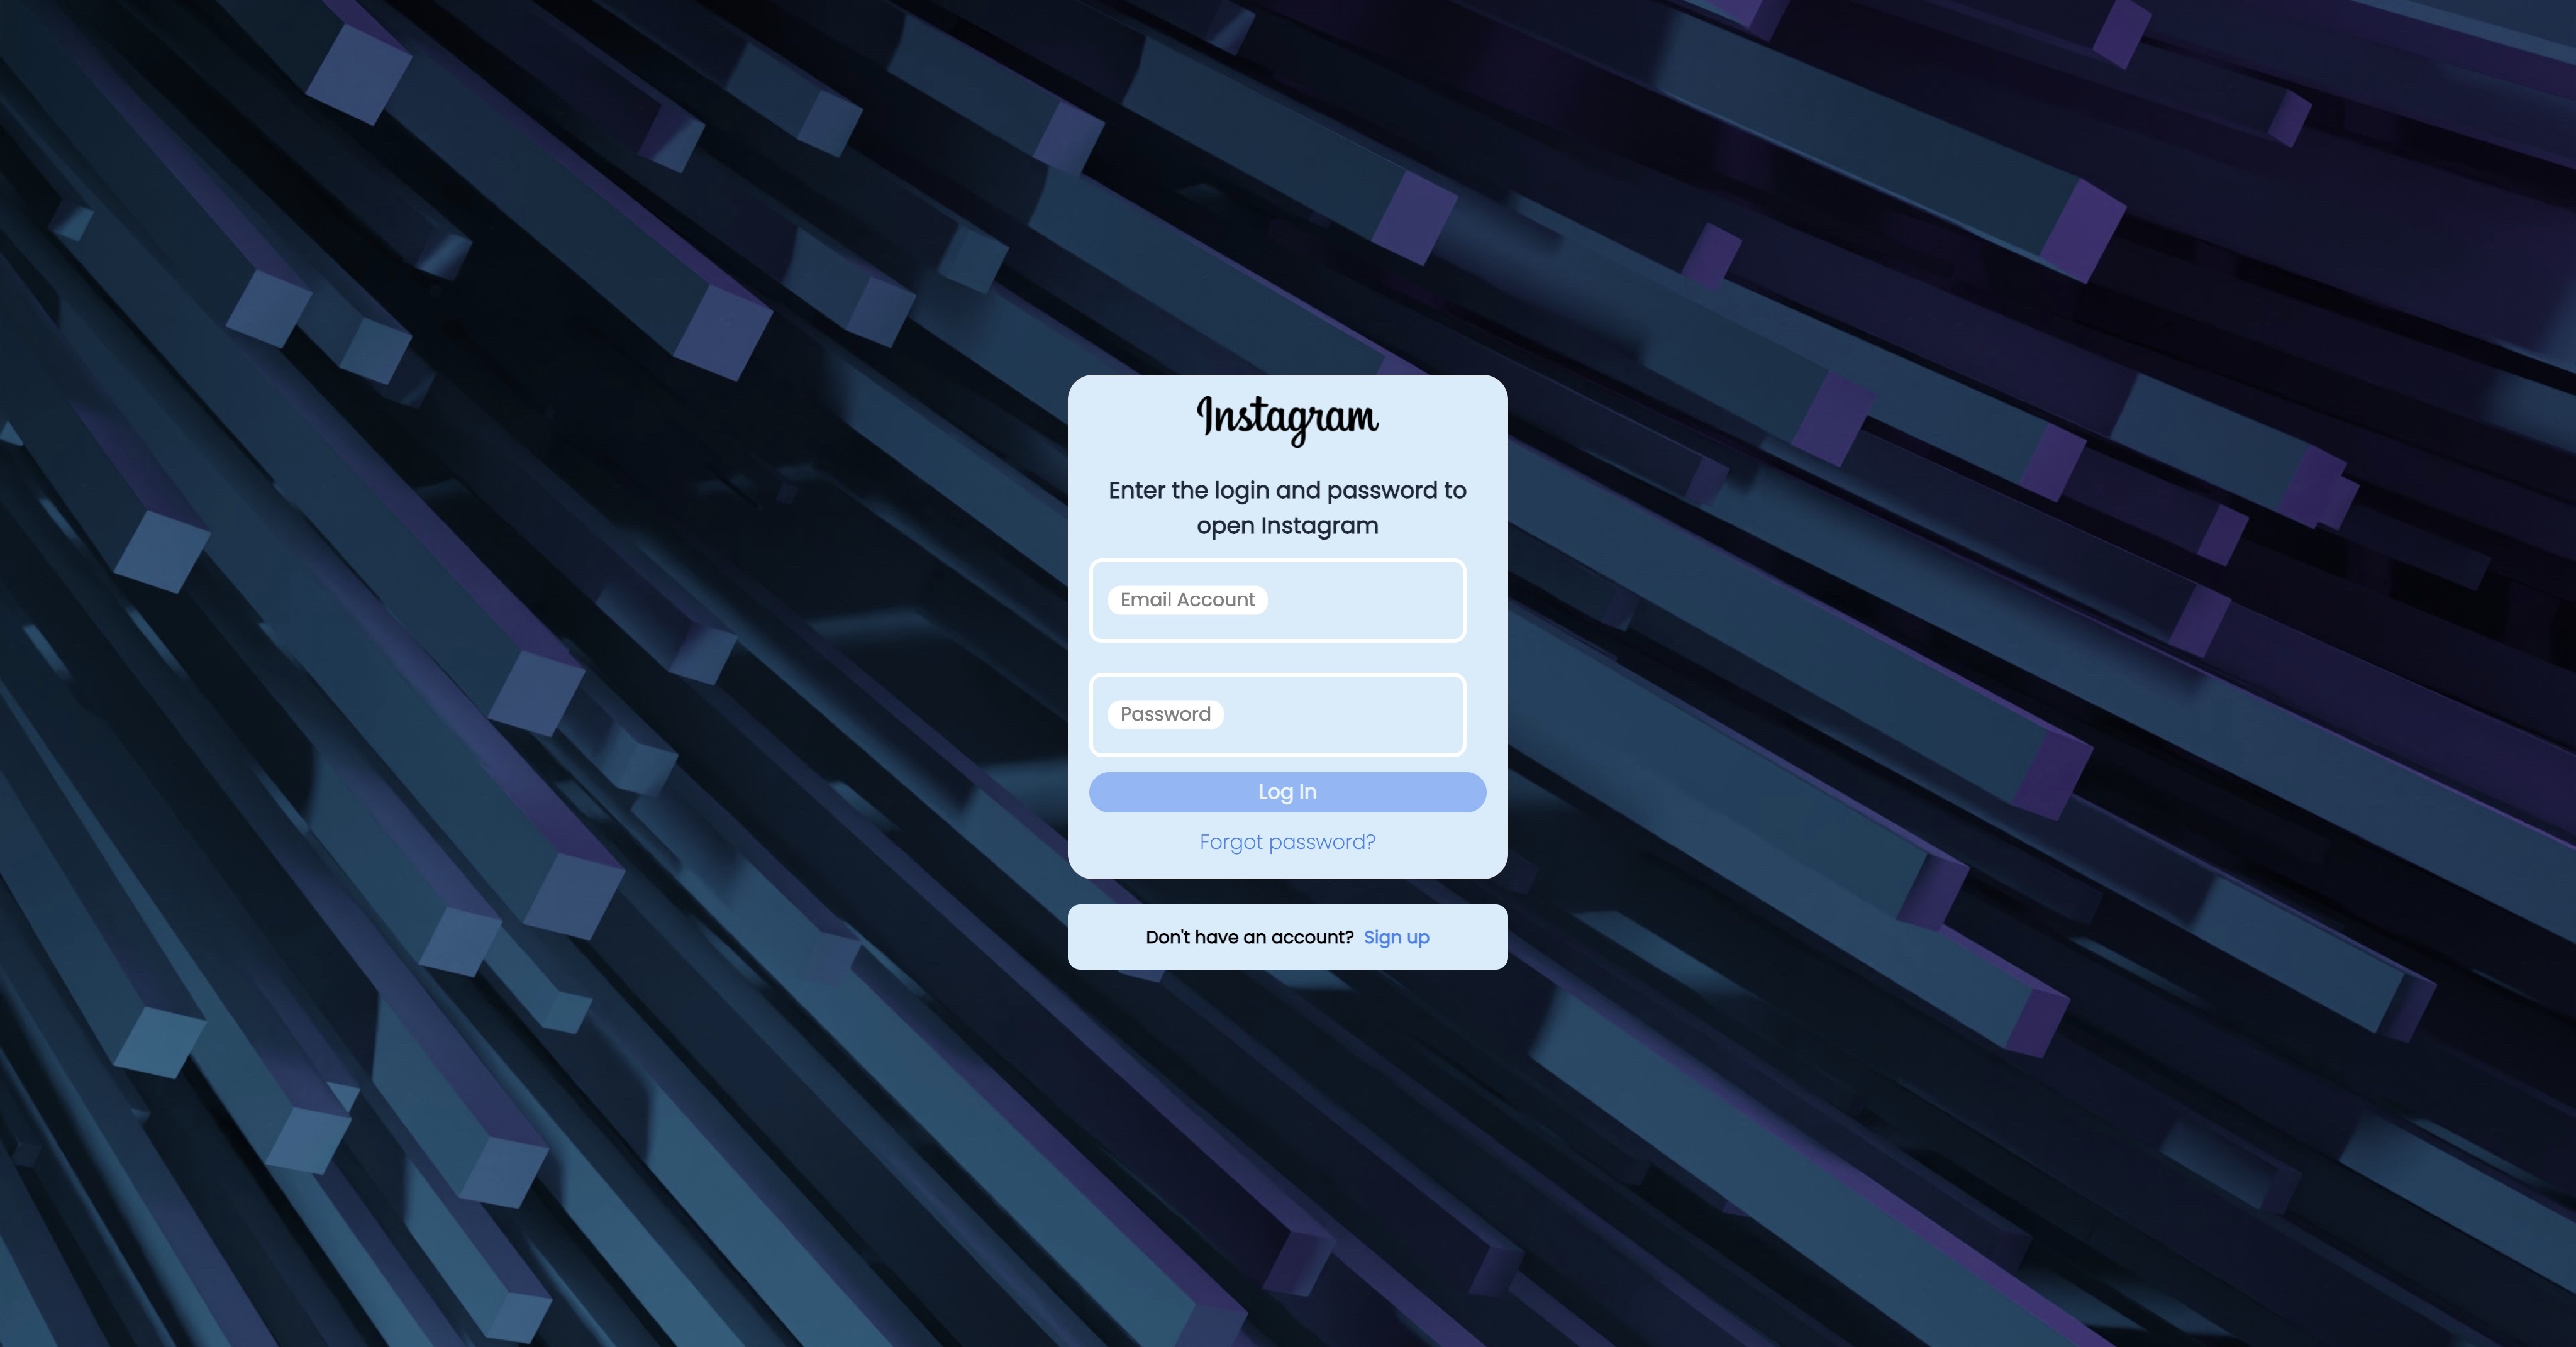 Instagram
Enter the login and password to
open Instagram
Email Account
Password
Log In
Forgot password?
Don't have an account? Sign up